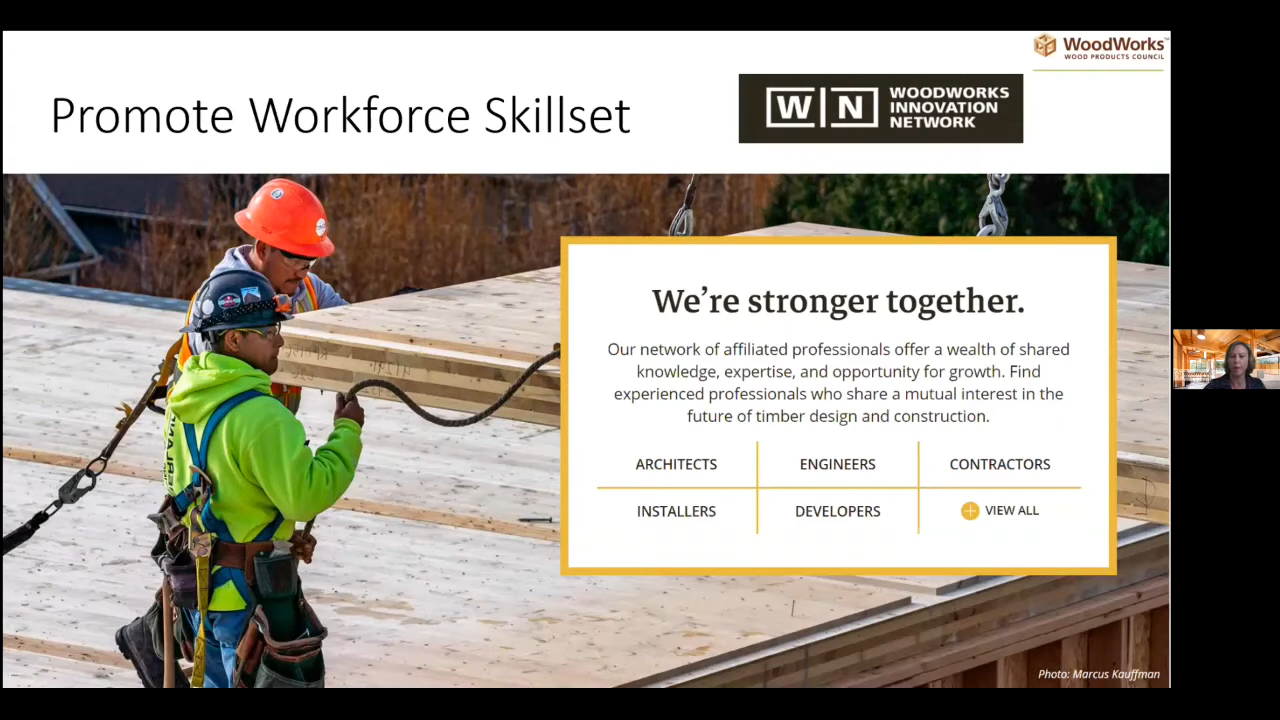 WoodWorks™
WOOD PRODUCTS COUNCIL
Promote Workforce Skillset
W|N
WOODWORKS
INNOVATION
NETWORK
We’re stronger together.
Our network of affiliated professionals offer a wealth of shared
knowledge, expertise, and opportunity for growth. Find
experienced professionals who share a mutual interest in the
future of timber design and construction.
ARCHITECTS ENGINEERS CONTRACTORS
INSTALLERS DEVELOPERS VIEW ALL
Photo: Marcus Kauffman